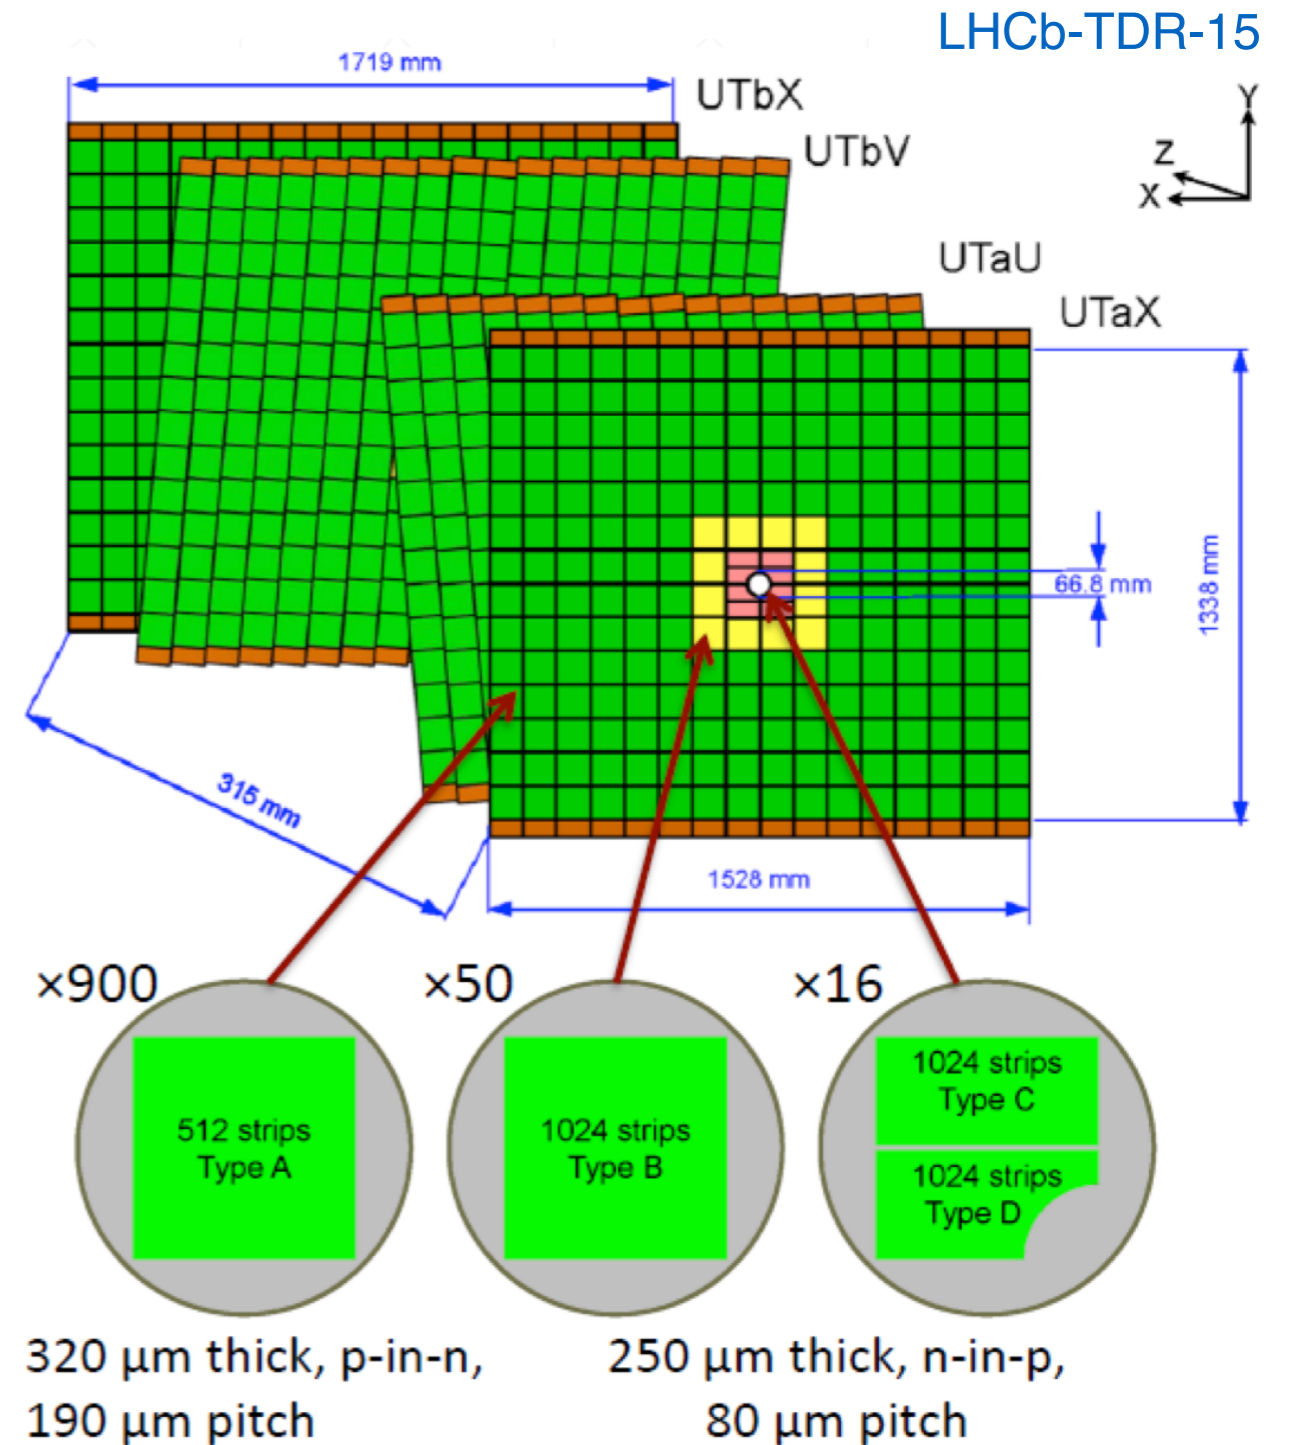 LHCb-TDR-15
1719 mm
UTbX
UTbV
Y
Z
X
UTaU
UTaX
66.8 mm
1338 mm
315 mm
1528 mm
×900
×50
×16
512 strips
Type A
1024 strips
Type B
1024 strips
Type C
1024 strips
Type D
320 µm thick, p-in-n,
190 µm pitch
250 µm thick, n-in-p,
80 µm pitch